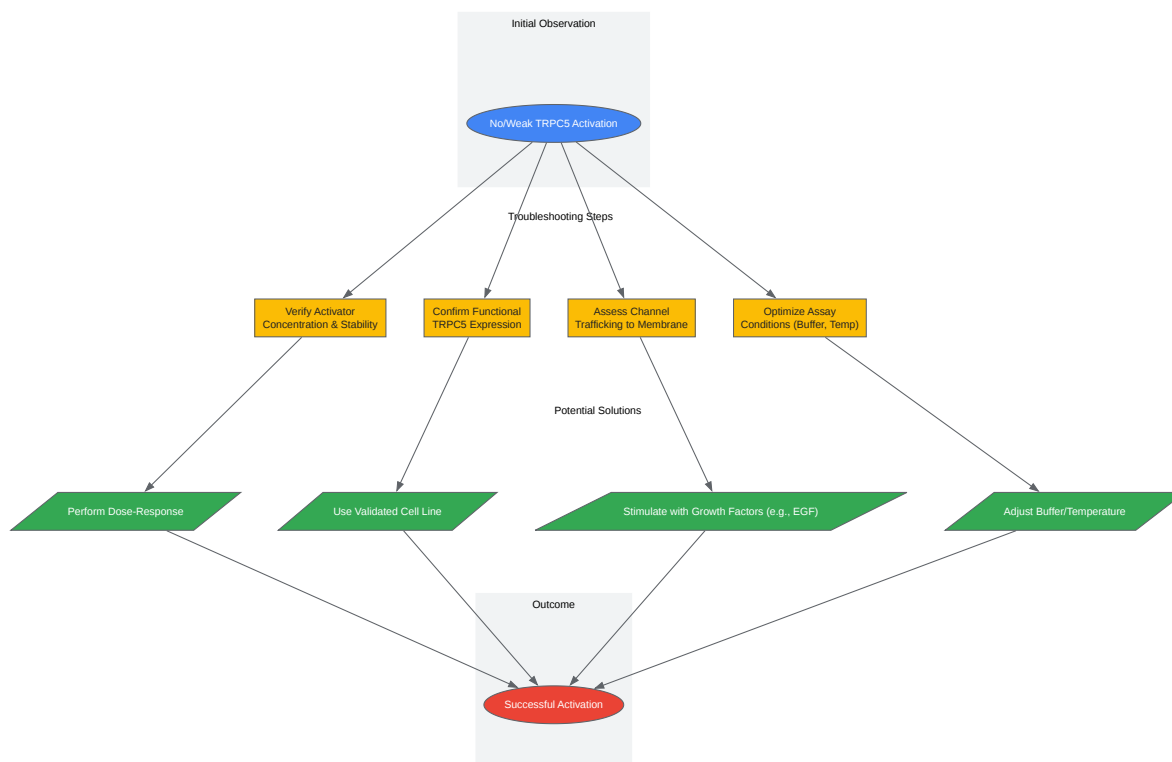 Initial Observation
No/Weak TRPC5 Activation
Troubleshooting Steps
Verify Activator
Concentration & Stability
Confirm Functional
TRPC5 Expression
Assess Channel
Trafficking to Membrane
Optimize Assay
Conditions (Buffer, Temp)
Potential Solutions
Perform Dose-Response
Use Validated Cell Line
Stimulate with Growth Factors (e.g., EGF)
Adjust Buffer/Temperature
Outcome
Successful Activation